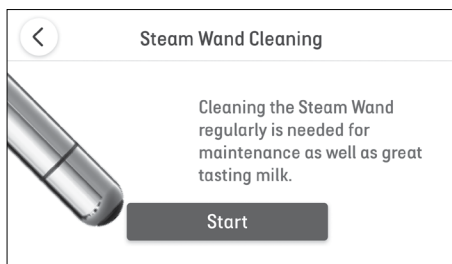 Steam Wand Cleaning
Cleaning the Steam Wand
regularly is needed for
maintenance as well as great
tasting milk.
Start